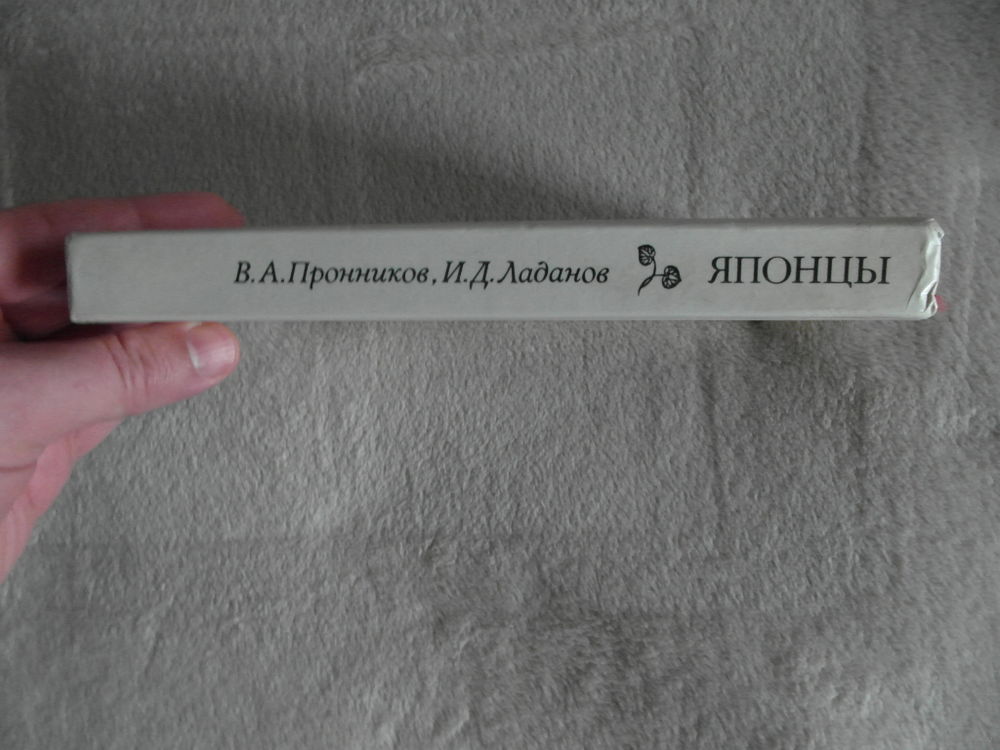 В. А. Пронников, И. Д. Ладанов ЯПОНЦЫ